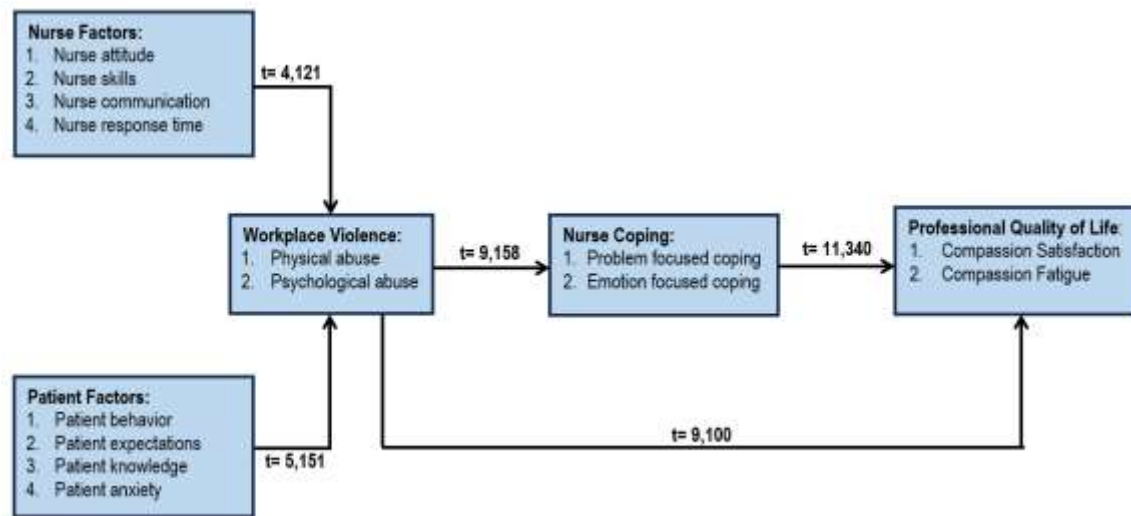 Nurse Factors:
1. Nurse attitude
2. Nurse skills
3. Nurse communication
4. Nurse response time
t= 4,121
Workplace Violence:
1. Physical abuse
2. Psychological abuse
t= 9,158
Nurse Coping:
1. Problem focused coping
2. Emotion focused coping
t= 11,340
Professional Quality of Life:
1. Compassion Satisfaction
2. Compassion Fatigue
Patient Factors:
1. Patient behavior
2. Patient expectations
3. Patient knowledge
4. Patient anxiety
t= 5,151
t= 9,100